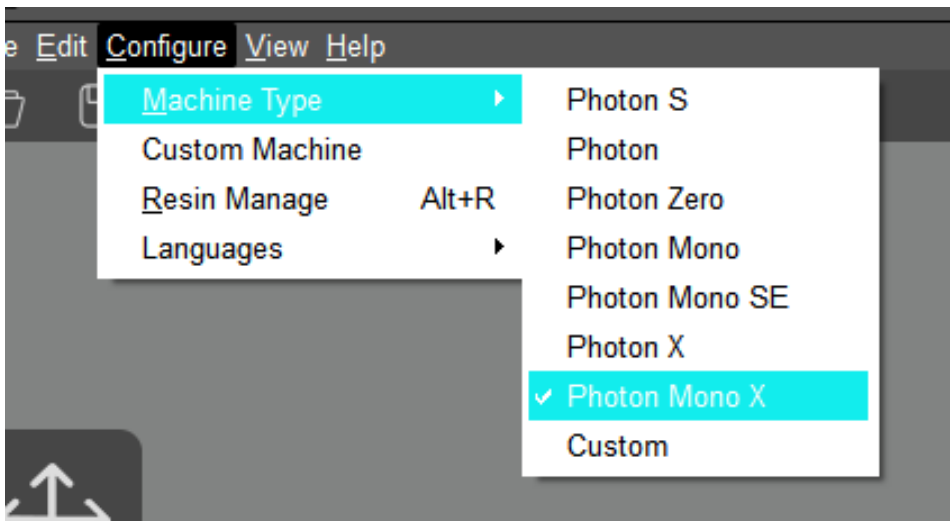 e Edit Configure View Help
Machine Type Photon S
Custom Machine Photon
Resin Manage Alt+R Photon Zero
Languages Photon Mono
Photon Mono SE
Photon X
Photon Mono X
Custom